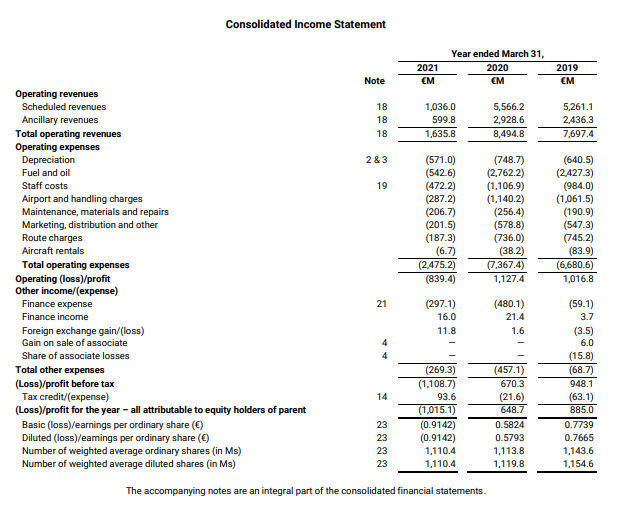 Consolidated Income Statement
Year ended March 31,
2021 2020 2019
Note €M €M €M
Operating revenues
Scheduled revenues 18 1,036.0 5,566.2 5,261.1
Ancillary revenues 18 599.8 2,928.6 2,436.3
Total operating revenues 18 1,635.8 8,494.8 7,697.4
Operating expenses
Depreciation 2 & 3 (571.0) (748.7) (640.5)
Fuel and oil (542.6) (2,762.2) (2,427.3)
Staff costs 19 (472.2) (1,106.9) (984.0)
Airport and handling charges (287.2) (1,140.2) (1,061.5)
Maintenance, materials and repairs (206.7) (256.4) (190.9)
Marketing, distribution and other (201.5) (578.8) (547.3)
Route charges (187.3) (736.0) (745.2)
Aircraft rentals (6.7) (38.2) (83.9)
Total operating expenses (2,475.2) (7,367.4) (6,680.6)
Operating (loss)/profit (839.4) 1,127.4 1,016.8
Other income/(expense)
Finance expense 21 (297.1) (480.1) (59.1)
Finance income 16.0 21.4 3.7
Foreign exchange gain/(loss) 11.8 1.6 (3.5)
Gain on sale of associate 4 — — 6.0
Share of associate losses 4 — — (15.8)
Total other expenses (269.3) (457.1) (68.7)
(Loss)/profit before tax (1,108.7) 670.3 948.1
Tax credit/(expense) 14 93.6 (21.6) (63.1)
(Loss)/profit for the year – all attributable to equity holders of parent (1,015.1) 648.7 885.0
Basic (loss)/earnings per ordinary share (€) 23 (0.9142) 0.5824 0.7739
Diluted (loss)/earnings per ordinary share (€) 23 (0.9142) 0.5793 0.7665
Number of weighted average ordinary shares (in Ms) 23 1,110.4 1,113.8 1,143.6
Number of weighted average diluted shares (in Ms) 23 1,110.4 1,119.8 1,154.6
The accompanying notes are an integral part of the consolidated financial statements.